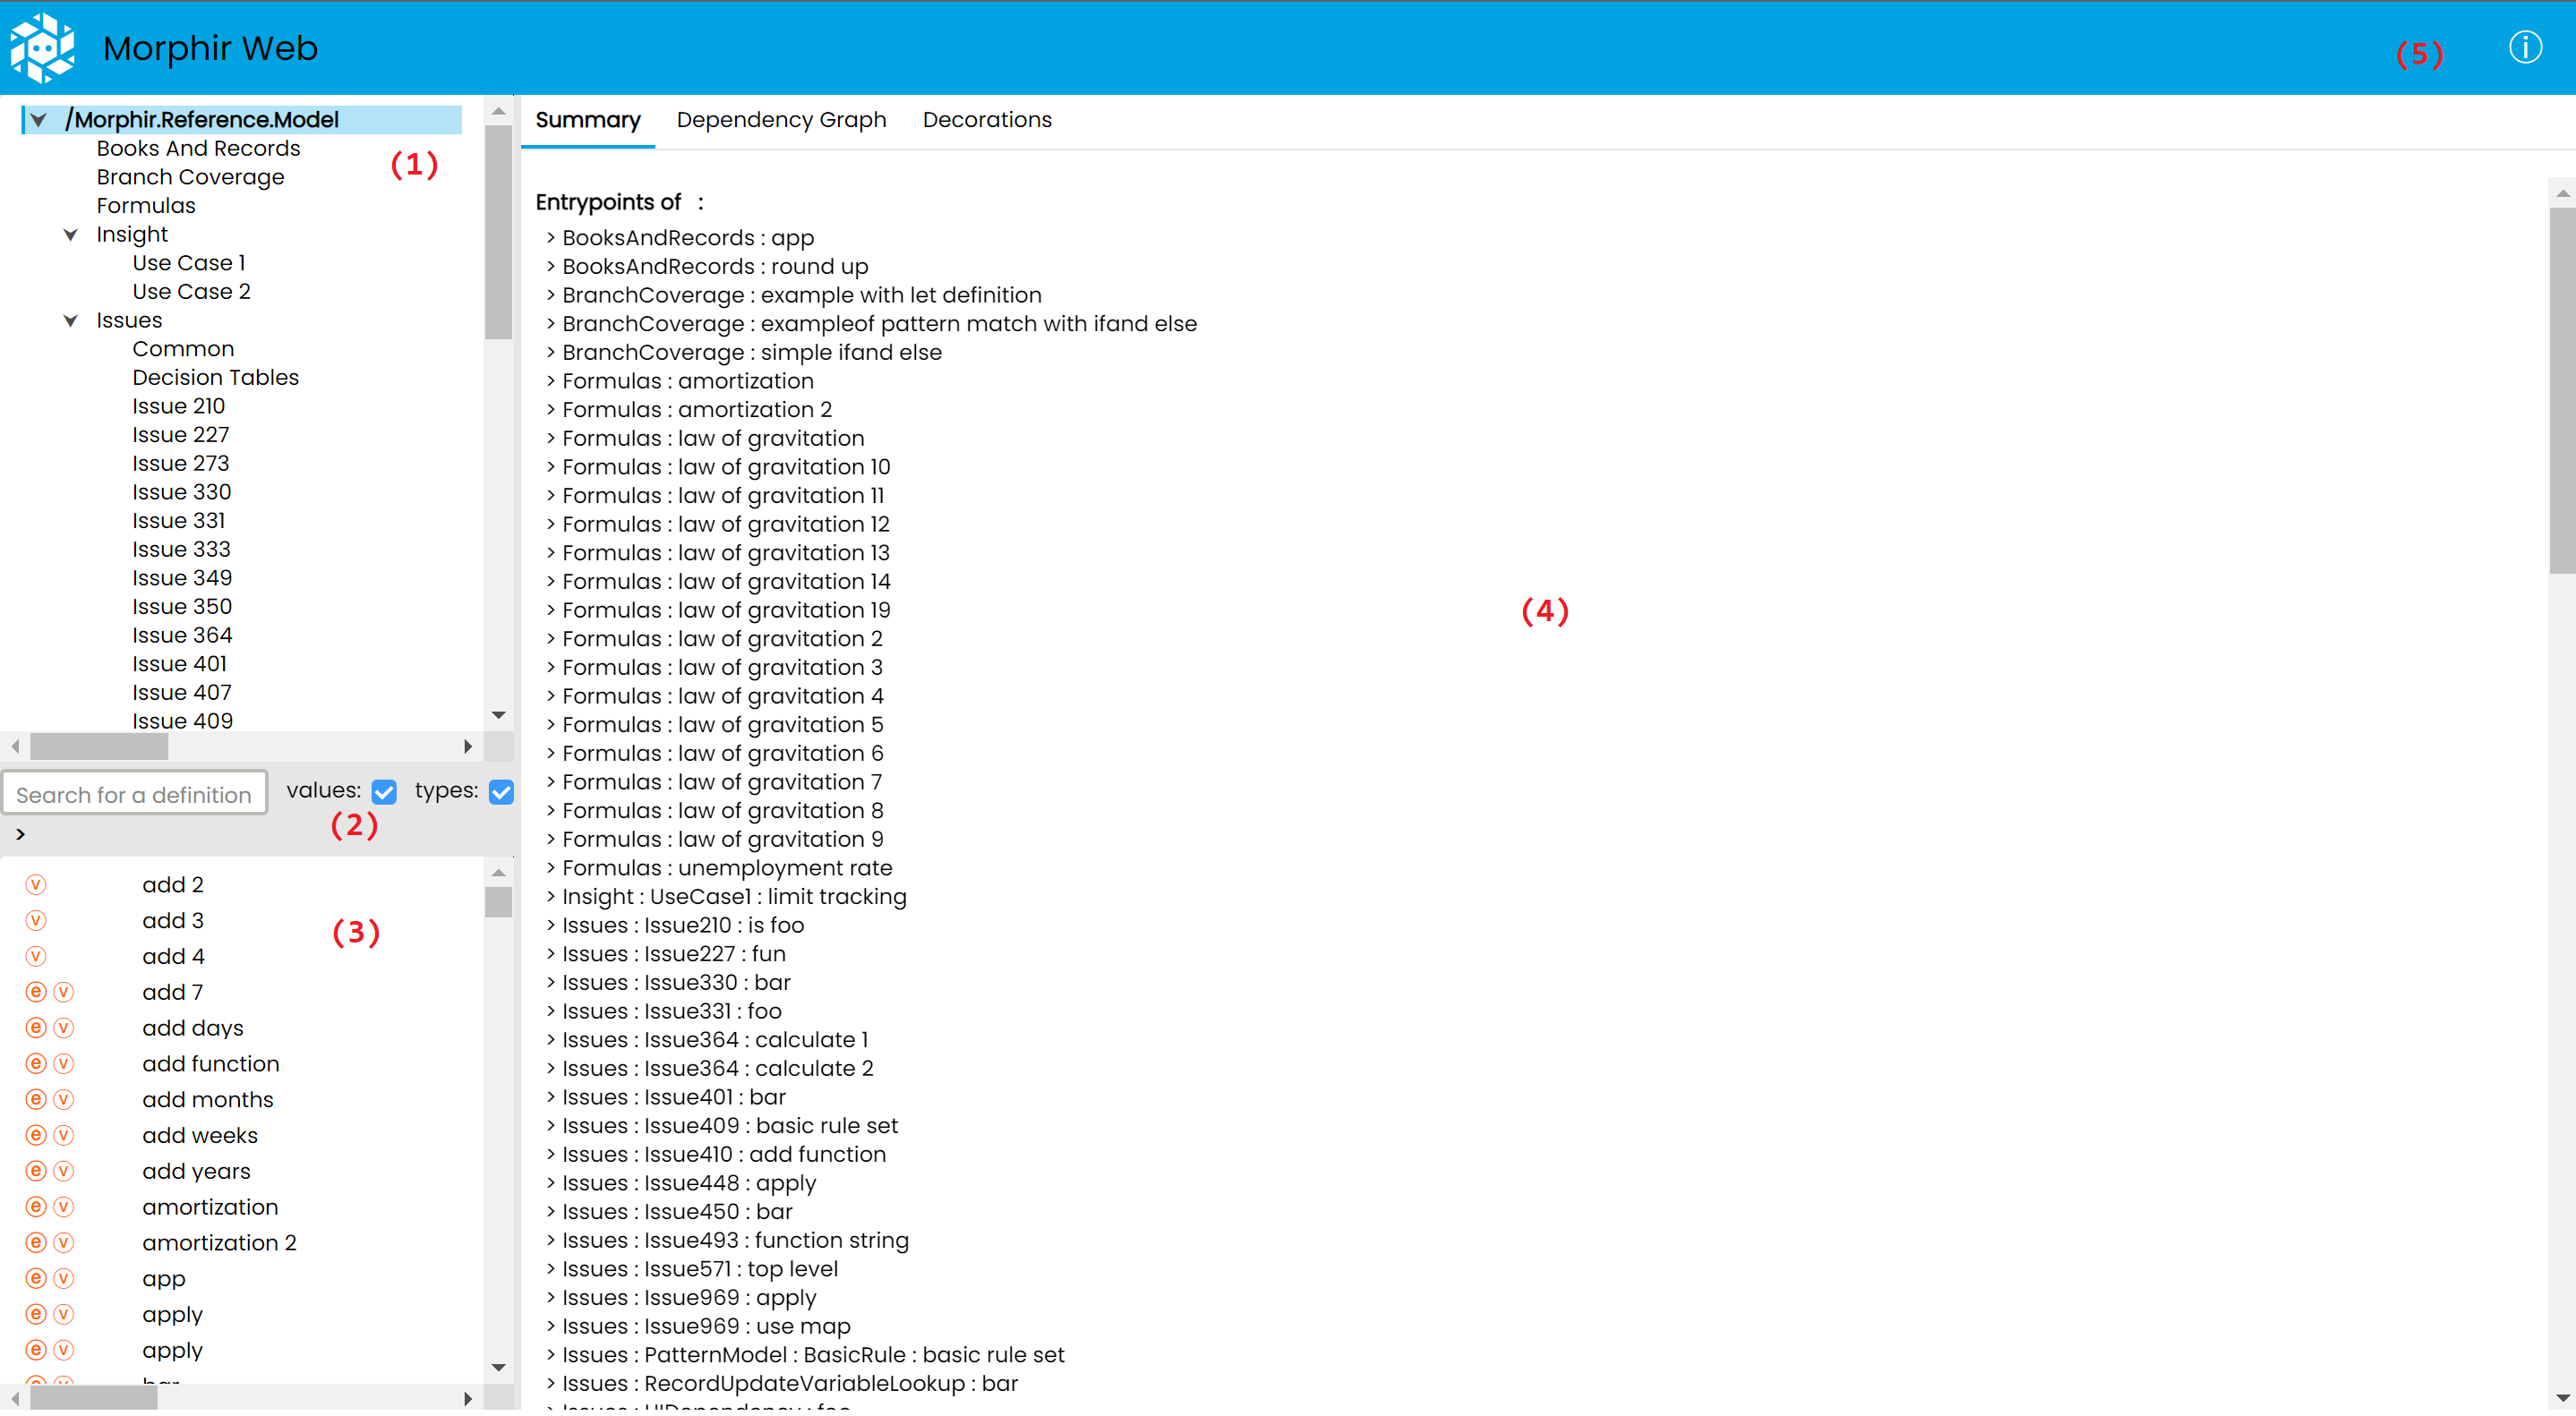 Morphir Web
(5)
/Morphir.Reference.Model
Books And Records
(1)
Branch Coverage
Formulas
Insight
Use Case 1
Use Case 2
Issues
Common
Decision Tables
Issue 210
Issue 227
Issue 273
Issue 330
Issue 331
Issue 333
Issue 349
Issue 350
Issue 364
Issue 401
Issue 407
Issue 409
Search for a definition values: types:
(2)
>
(3)
v add 2
v add 3
v add 4
e v add 7
e v add days
e v add function
e v add months
e v add weeks
e v add years
e v amortization
e v amortization 2
e v app
e v apply
e v apply
Summary Dependency Graph Decorations
Entrypoints of :
> BooksAndRecords : app
> BooksAndRecords : round up
> BranchCoverage : example with let definition
> BranchCoverage : exampleof pattern match with ifand else
> BranchCoverage : simple ifand else
> Formulas : amortization
> Formulas : amortization 2
> Formulas : law of gravitation
> Formulas : law of gravitation 10
> Formulas : law of gravitation 11
> Formulas : law of gravitation 12
> Formulas : law of gravitation 13
> Formulas : law of gravitation 14
> Formulas : law of gravitation 19
(4)
> Formulas : law of gravitation 2
> Formulas : law of gravitation 3
> Formulas : law of gravitation 4
> Formulas : law of gravitation 5
> Formulas : law of gravitation 6
> Formulas : law of gravitation 7
> Formulas : law of gravitation 8
> Formulas : law of gravitation 9
> Formulas : unemployment rate
> Insight : UseCase1 : limit tracking
> Issues : Issue210 : is foo
> Issues : Issue227 : fun
> Issues : Issue330 : bar
> Issues : Issue331 : foo
> Issues : Issue364 : calculate 1
> Issues : Issue364 : calculate 2
> Issues : Issue401 : bar
> Issues : Issue409 : basic rule set
> Issues : Issue410 : add function
> Issues : Issue448 : apply
> Issues : Issue450 : bar
> Issues : Issue493 : function string
> Issues : Issue571 : top level
> Issues : Issue969 : apply
> Issues : Issue969 : use map
> Issues : PatternModel : BasicRule : basic rule set
> Issues : RecordUpdateVariableLookup : bar